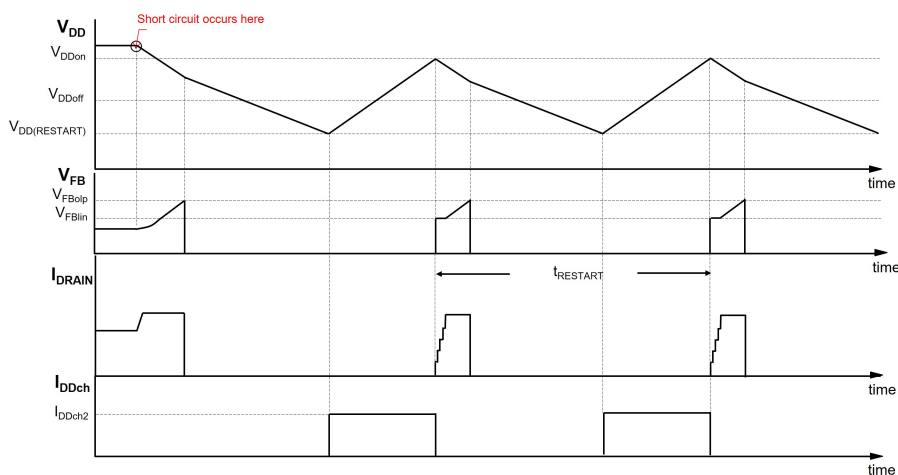 Short circuit occurs here
VDD
VDDon
VDDoff
VDD(RESTART)
time
VFB
VFBolp
VFBlin
time
IDRAIN
tRESTART
time
IDDch
IDDch2
time